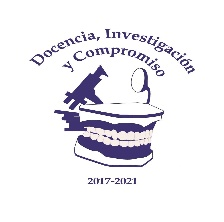 Docencia, Investigación
y Compromiso
2017-2021